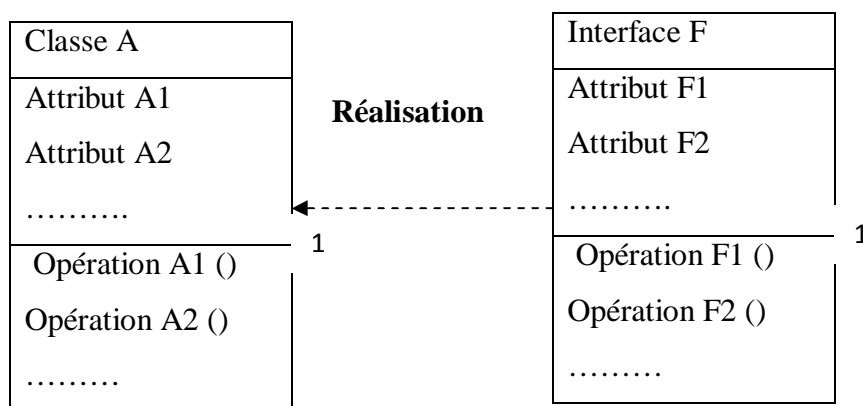 Classe A
Attribut A1
Attribut A2
……….
Opération A1 ()
Opération A2 ()
………
Réalisation
1
Interface F
Attribut F1
Attribut F2
……….
Opération F1 ()
Opération F2 ()
………
1